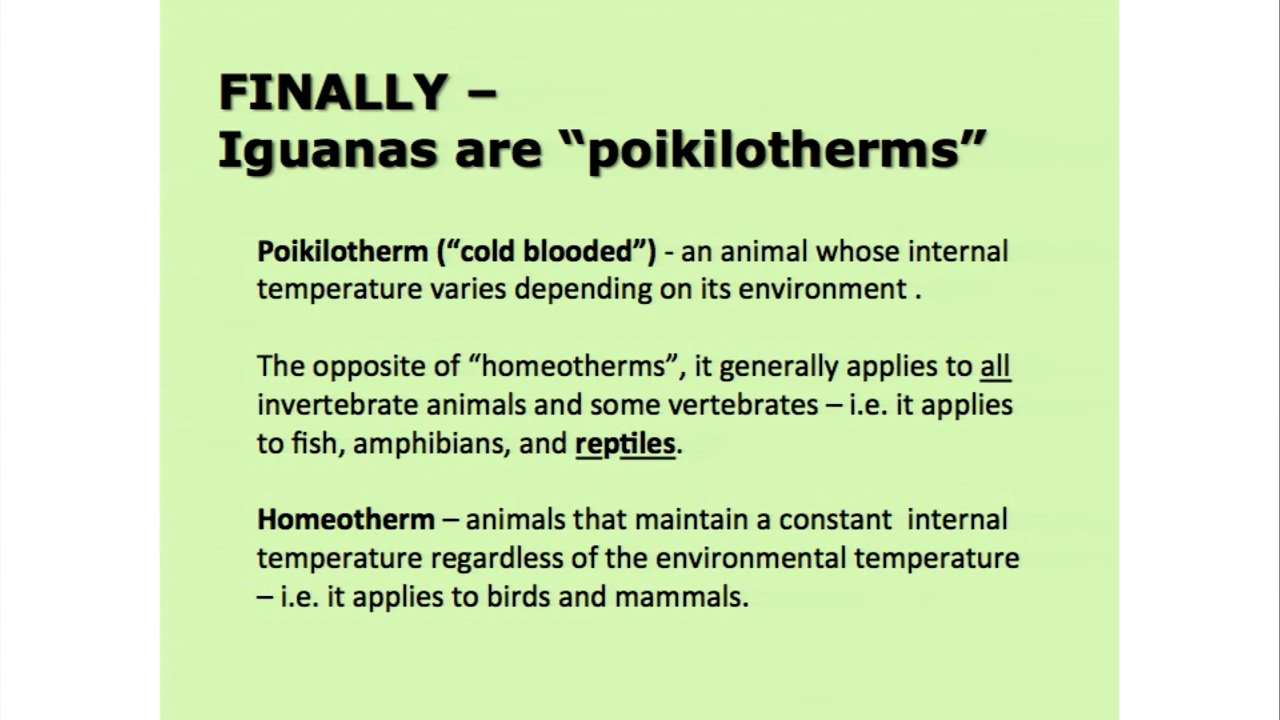 FINALLY –
Iguanas are “poikilotherms”
Poikilotherm (“cold blooded”) - an animal whose internal
temperature varies depending on its environment .
The opposite of “homeotherms”, it generally applies to all
invertebrate animals and some vertebrates – i.e. it applies
to fish, amphibians, and reptiles.
Homeotherm – animals that maintain a constant  internal
temperature regardless of the environmental temperature
– i.e. it applies to birds and mammals.